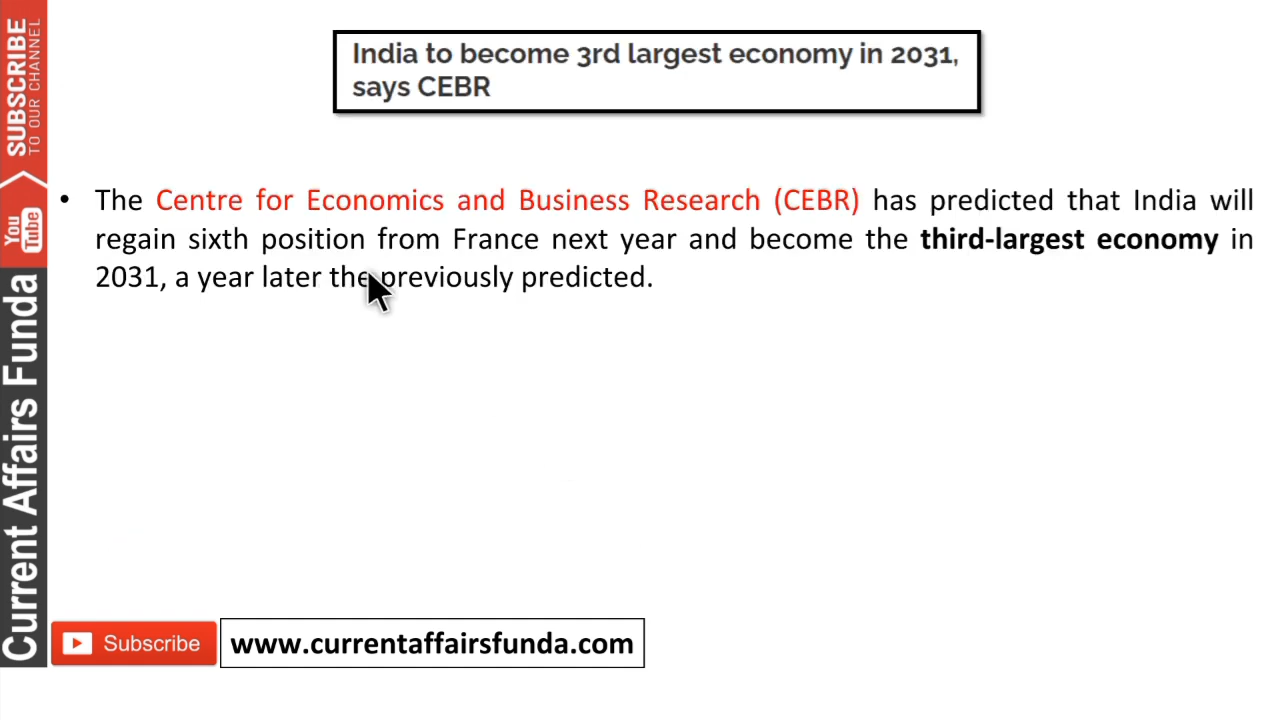 India to become 3rd largest economy in 2031,
says CEBR
• The Centre for Economics and Business Research (CEBR) has predicted that India will
regain sixth position from France next year and become the third-largest economy in
2031, a year later the previously predicted.
SUBSCRIBE
TO OUR CHANNEL
You
Tube
Current Affairs Funda
Subscribe
www.currentaffairsfunda.com